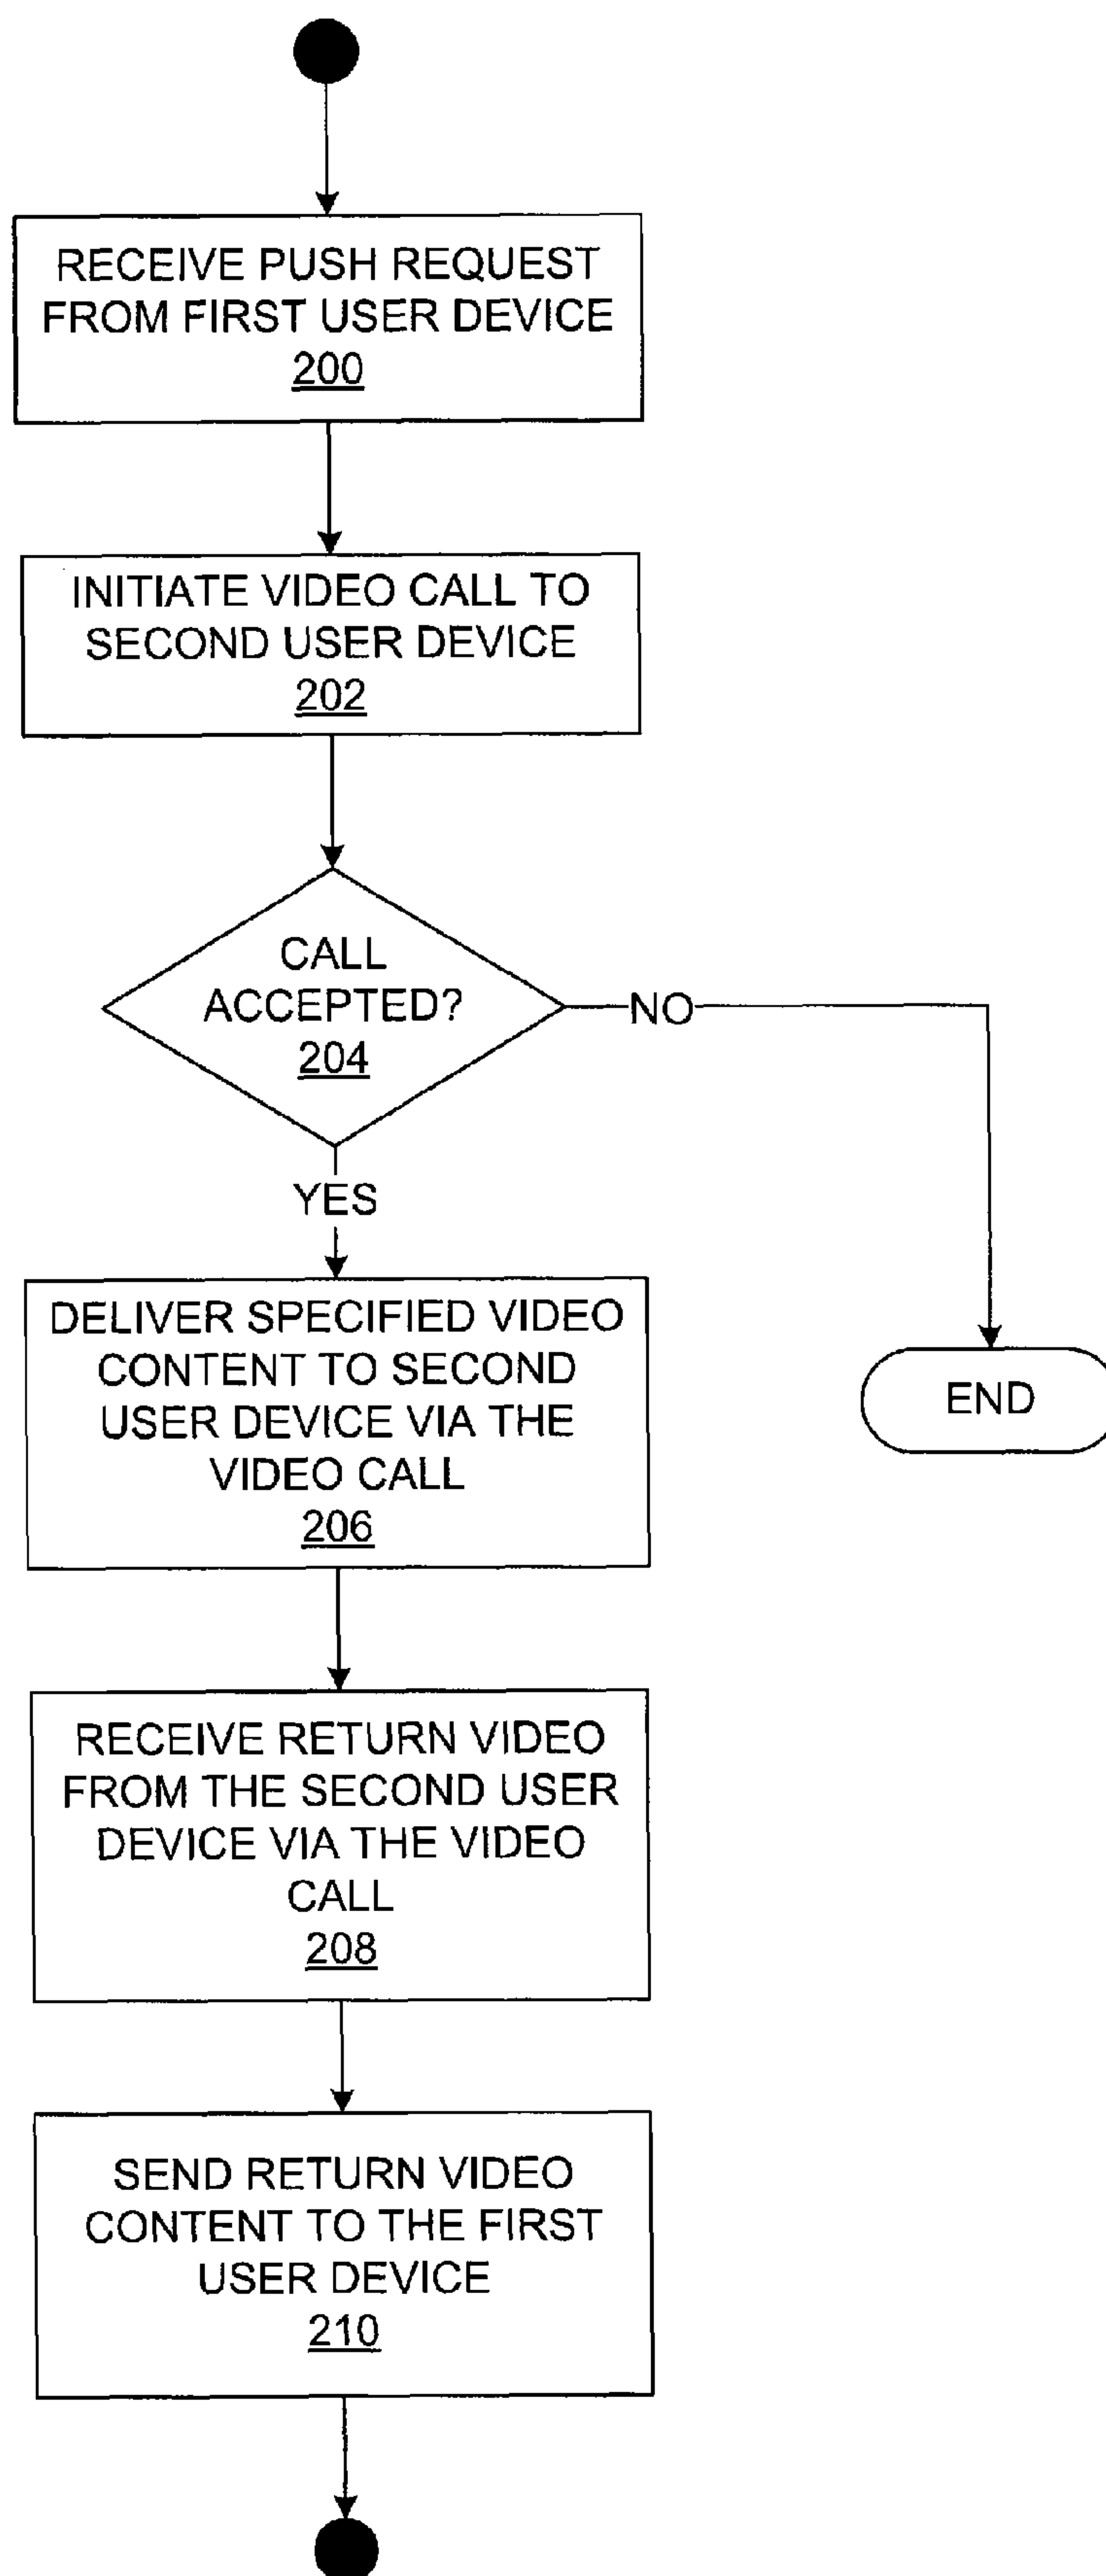 RECEIVE PUSH REQUEST
FROM FIRST USER DEVICE
200
INITIATE VIDEO CALL TO
SECOND USER DEVICE
202
CALL
ACCEPTED?
204
NO
YES
DELIVER SPECIFIED VIDEO
CONTENT TO SECOND
USER DEVICE VIA THE
VIDEO CALL
206
END
RECEIVE RETURN VIDEO
FROM THE SECOND USER
DEVICE VIA THE VIDEO
CALL
208
SEND RETURN VIDEO
CONTENT TO THE FIRST
USER DEVICE
210